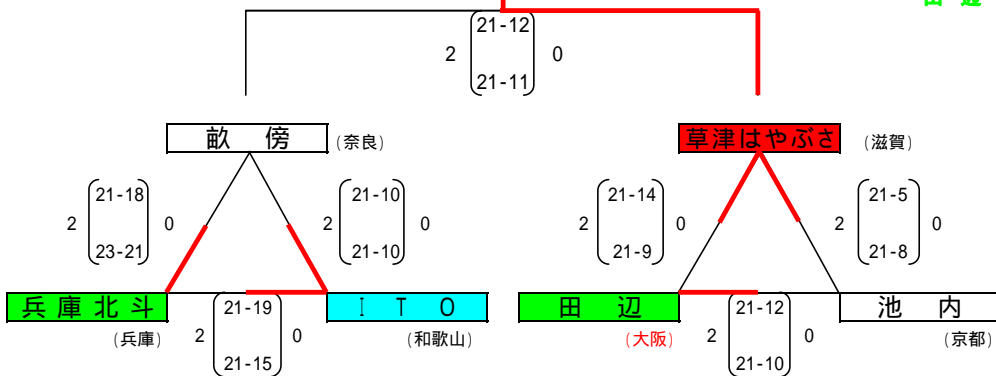 田 辺
21-12
2 0
21-11
畝 傍 (奈良)
草津はやぶさ (滋賀)
21-18
2 0
23-21
21-10
2 0
21-10
21-14
2 0
21-9
21-5
2 0
21-8
兵庫北斗
(兵庫)
21-19
2 0
21-15
I T O
(和歌山)
田 辺
(大阪)
21-12
2 0
21-10
池 内
(京都)